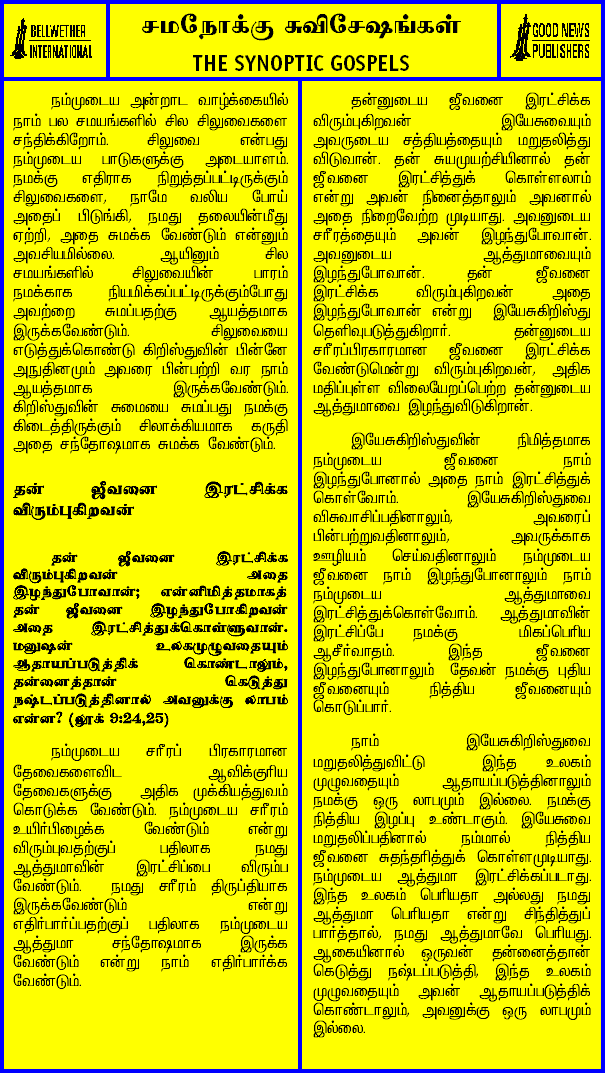 BELLWETHER
INTERNATIONAL
சமநோக்கு சுவிசேஷங்கள்
THE SYNOPTIC GOSPELS
GOOD NEWS
PUBLISHERS
நம்முடைய அன்றாட வாழ்க்கையில்
நாம் பல சமயங்களில் சில சிலுவைகளை
சந்திக்கிறோம். சிலுவை என்பது
நம்முடைய பாடுகளுக்கு அடையாளம்.
நமக்கு எதிராக நிறுத்தப்பட்டிருக்கும்
சிலுவைகளை, நாமே வலிய போய்
அதைப் பிடுங்கி, நமது தலையின்மீது
ஏற்றி, அதை சுமக்க வேண்டும் என்னும்
அவசியமில்லை. ஆயினும் சில
சமயங்களில் சிலுவையின் பாரம்
நமக்காக நியமிக்கப்பட்டிருக்கும்போது
அவற்றை சுமப்பதற்கு ஆயத்தமாக
இருக்கவேண்டும். சிலுவையை
எடுத்துக்கொண்டு கிறிஸ்துவின் பின்னே
அநுதினமும் அவரை பின்பற்றி வர நாம்
ஆயத்தமாக இருக்கவேண்டும்.
கிறிஸ்துவின் சுமையை சுமப்பது நமக்கு
கிடைத்திருக்கும் சிலாக்கியமாக கருதி
அதை சந்தோஷமாக சுமக்க வேண்டும்.
தன் ஜீவனை இரட்சிக்க
விரும்புகிறவன்
தன் ஜீவனை இரட்சிக்க
விரும்புகிறவன் அதை
இழந்துபோவான்; என்னிமித்தமாகத்
தன் ஜீவனை இழந்துபோகிறவன்
அதை இரட்சித்துக்கொள்ளுவான்.
மனுஷன் உலகமுழுவதையும்
ஆதாயப்படுத்திக் கொண்டாலும்,
தன்னைத்தான் கெடுத்து
நஷ்டப்படுத்தினால் அவனுக்கு லாபம்
என்ன? (லூக் 9:24,25)
நம்முடைய சரீரப் பிரகாரமான
தேவைகளைவிட ஆவிக்குரிய
தேவைகளுக்கு அதிக முக்கியத்துவம்
கொடுக்க வேண்டும். நம்முடைய சரீரம்
உயிர்பிழைக்க வேண்டும் என்று
விரும்புவதற்குப் பதிலாக நமது
ஆத்துமாவின் இரட்சிப்பை விரும்ப
வேண்டும். நமது சரீரம் திருப்தியாக
இருக்கவேண்டும் என்று
எதிர்பார்ப்பதற்குப் பதிலாக நம்முடைய
ஆத்துமா சந்தோஷமாக இருக்க
வேண்டும் என்று நாம் எதிர்பார்க்க
வேண்டும்.
தன்னுடைய ஜீவனை இரட்சிக்க
விரும்புகிறவன் இயேசுவையும்
அவருடைய சத்தியத்தையும் மறுதலித்து
விடுவான். தன் சுயமுயற்சியினால் தன்
ஜீவனை இரட்சித்துக் கொள்ளலாம்
என்று அவன் நினைத்தாலும் அவனால்
அதை நிறைவேற்ற முடியாது. அவனுடைய
சரீரத்தையும் அவன் இழந்துபோவான்.
அவனுடைய ஆத்துமாவையும்
இழந்துபோவான். தன் ஜீவனை
இரட்சிக்க விரும்புகிறவன் அதை
இழந்துபோவான் என்று இயேசுகிறிஸ்து
தெளிவுபடுத்துகிறார். தன்னுடைய
சரீரப்பிரகாரமான ஜீவனை இரட்சிக்க
வேண்டுமென்று விரும்புகிறவன், அதிக
மதிப்புள்ள விலையேறப்பெற்ற தன்னுடைய
ஆத்துமாவை இழந்துவிடுகிறான்.
இயேசுகிறிஸ்துவின் நிமித்தமாக
நம்முடைய ஜீவனை நாம்
இழந்துபோனால் அதை நாம் இரட்சித்துக்
கொள்வோம். இயேசுகிறிஸ்துவை
விசுவாசிப்பதினாலும், அவரைப்
பின்பற்றுவதினாலும், அவருக்காக
ஊழியம் செய்வதினாலும் நம்முடைய
ஜீவனை நாம் இழந்துபோனாலும் நாம்
நம்முடைய ஆத்துமாவை
இரட்சித்துக்கொள்வோம். ஆத்துமாவின்
இரட்சிப்பே நமக்கு மிகப்பெரிய
ஆசீர்வாதம். இந்த ஜீவனை
இழந்துபோனாலும் தேவன் நமக்கு புதிய
ஜீவனையும் நித்திய ஜீவனையும்
கொடுப்பார்.
நாம் இயேசுகிறிஸ்துவை
மறுதலித்துவிட்டு இந்த உலகம்
முழுவதையும் ஆதாயப்படுத்தினாலும்
நமக்கு ஒரு லாபமும் இல்லை. நமக்கு
நித்திய இழப்பு உண்டாகும். இயேசுவை
மறுதலிப்பதினால் நம்மால் நித்திய
ஜீவனை சுதந்தரித்துக் கொள்ளமுடியாது.
நம்முடைய ஆத்துமா இரட்சிக்கப்படாது.
இந்த உலகம் பெரியதா அல்லது நமது
ஆத்துமா பெரியதா என்று சிந்தித்துப்
பார்த்தால், நமது ஆத்துமாவே பெரியது.
ஆகையினால் ஒருவன் தன்னைத்தான்
கெடுத்து நஷ்டப்படுத்தி, இந்த உலகம்
முழுவதையும் அவன் ஆதாயப்படுத்திக்
கொண்டாலும், அவனுக்கு ஒரு லாபமும்
இல்லை.